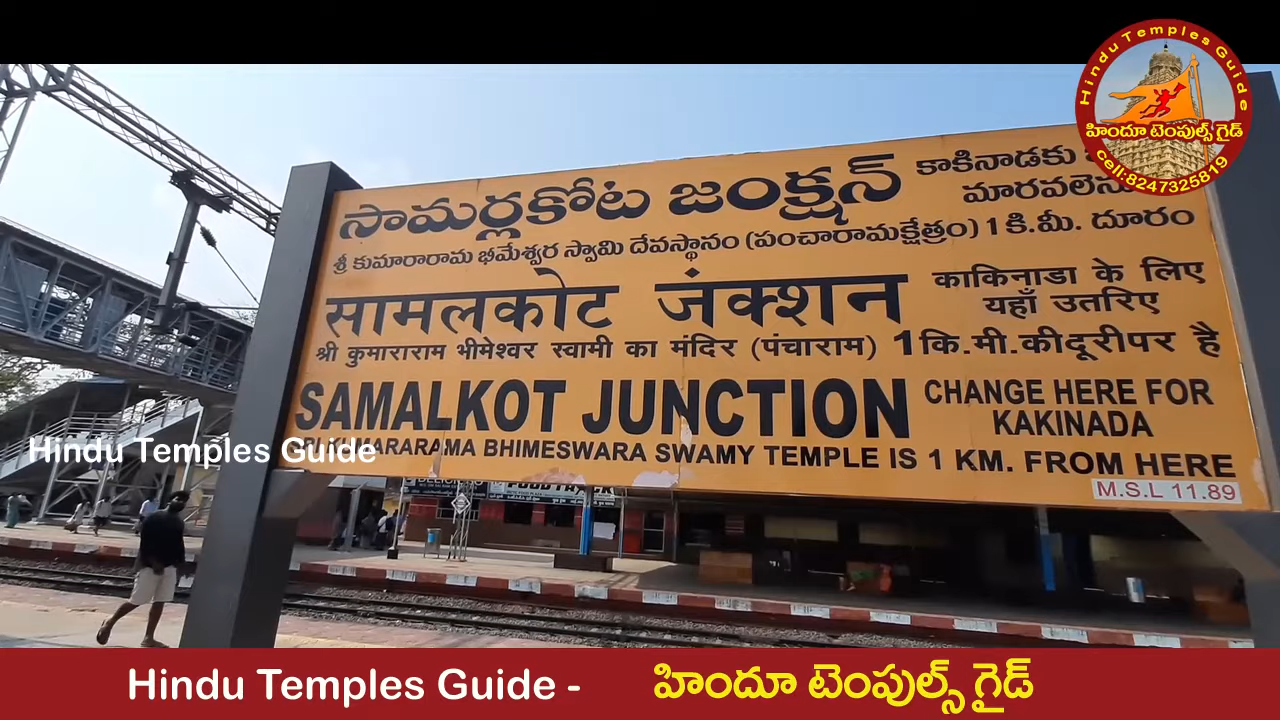 Hindu Temples Guide
హిందూ టెంపుల్స్ గైడ్
cell:8247325819
సామర్లకోట జంక్షన్ కాకినాడకు
మారవలెను
శ్రీ కుమారారామ భీమేశ్వర స్వామి దేవస్థానం (పంచారామక్షేత్రం) 1 కి.మీ. దూరం
सामलकोट जंक्शन काकिनाडा के लिए
यहाँ उतरिए
श्री कुमाराराम भीमेश्वर स्वामी का मंदिर (पंचाराम) 1 कि.मी.कीदूरीपर है
SAMALKOT JUNCTION CHANGE HERE FOR
KAKINADA
SRI KUMARARAMA BHIMESWARA SWAMY TEMPLE IS 1 KM. FROM HERE
M.S.L 11.89
Hindu Temples Guide
Hindu Temples Guide - హిందూ టెంపుల్స్ గైడ్